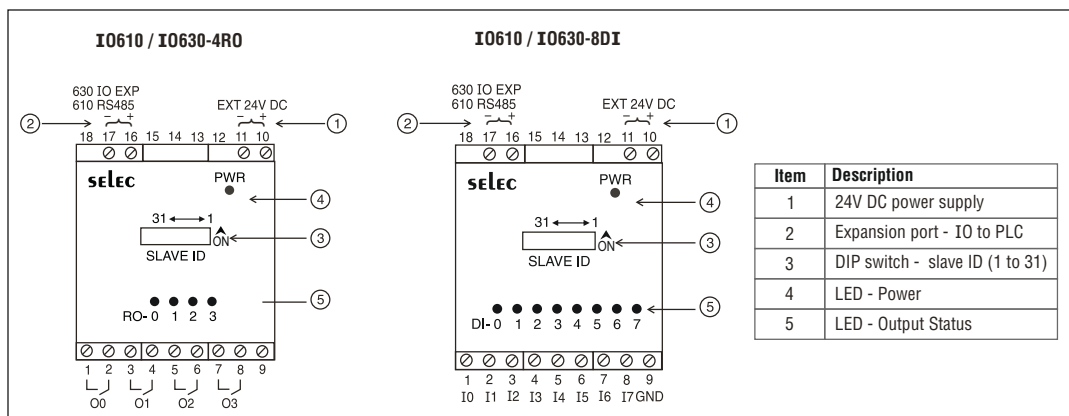 IO610 / IO630-4RO
630 IO EXP
610 RS485
− +
EXT 24V DC
− +
2
1
18 17 16 15 14 13 12 11 10
selec
PWR
4
31 1
ON
3
SLAVE ID
5
RO- 0 1 2 3
1 2 3 4 5 6 7 8 9
O0 O1 O2 O3
IO610 / IO630-8DI
630 IO EXP
610 RS485
− +
EXT 24V DC
− +
2
1
18 17 16 15 14 13 12 11 10
selec
PWR
4
31 1
ON
3
SLAVE ID
5
DI- 0 1 2 3 4 5 6 7
1 2 3 4 5 6 7 8 9
I0 I1 I2 I3 I4 I5 I6 I7 GND
Item Description
1 24V DC power supply
2 Expansion port - IO to PLC
3 DIP switch - slave ID (1 to 31)
4 LED - Power
5 LED - Output Status